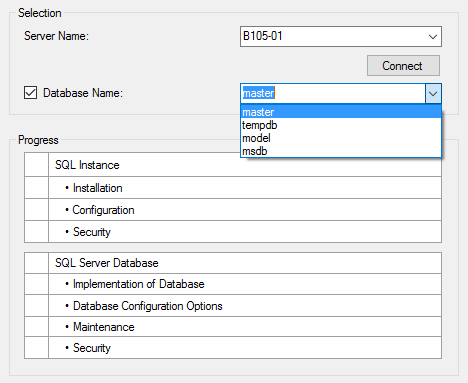 Selection
Server Name: B105-01
Connect
Database Name: master
master
tempdb
model
msdb
Progress
SQL Instance
• Installation
• Configuration
• Security
SQL Server Database
• Implementation of Database
• Database Configuration Options
• Maintenance
• Security